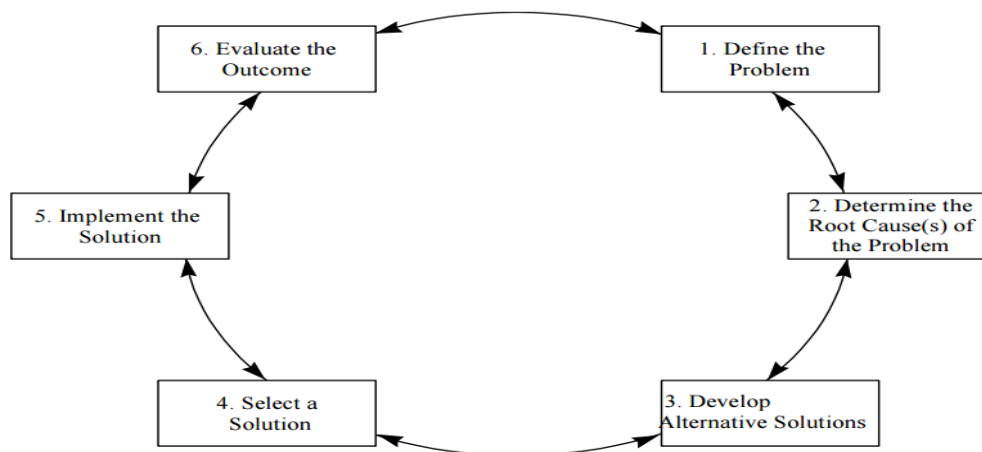 1. Define the
Problem
2. Determine the
Root Cause(s) of
the Problem
3. Develop
Alternative Solutions
4. Select a
Solution
5. Implement the
Solution
6. Evaluate the
Outcome